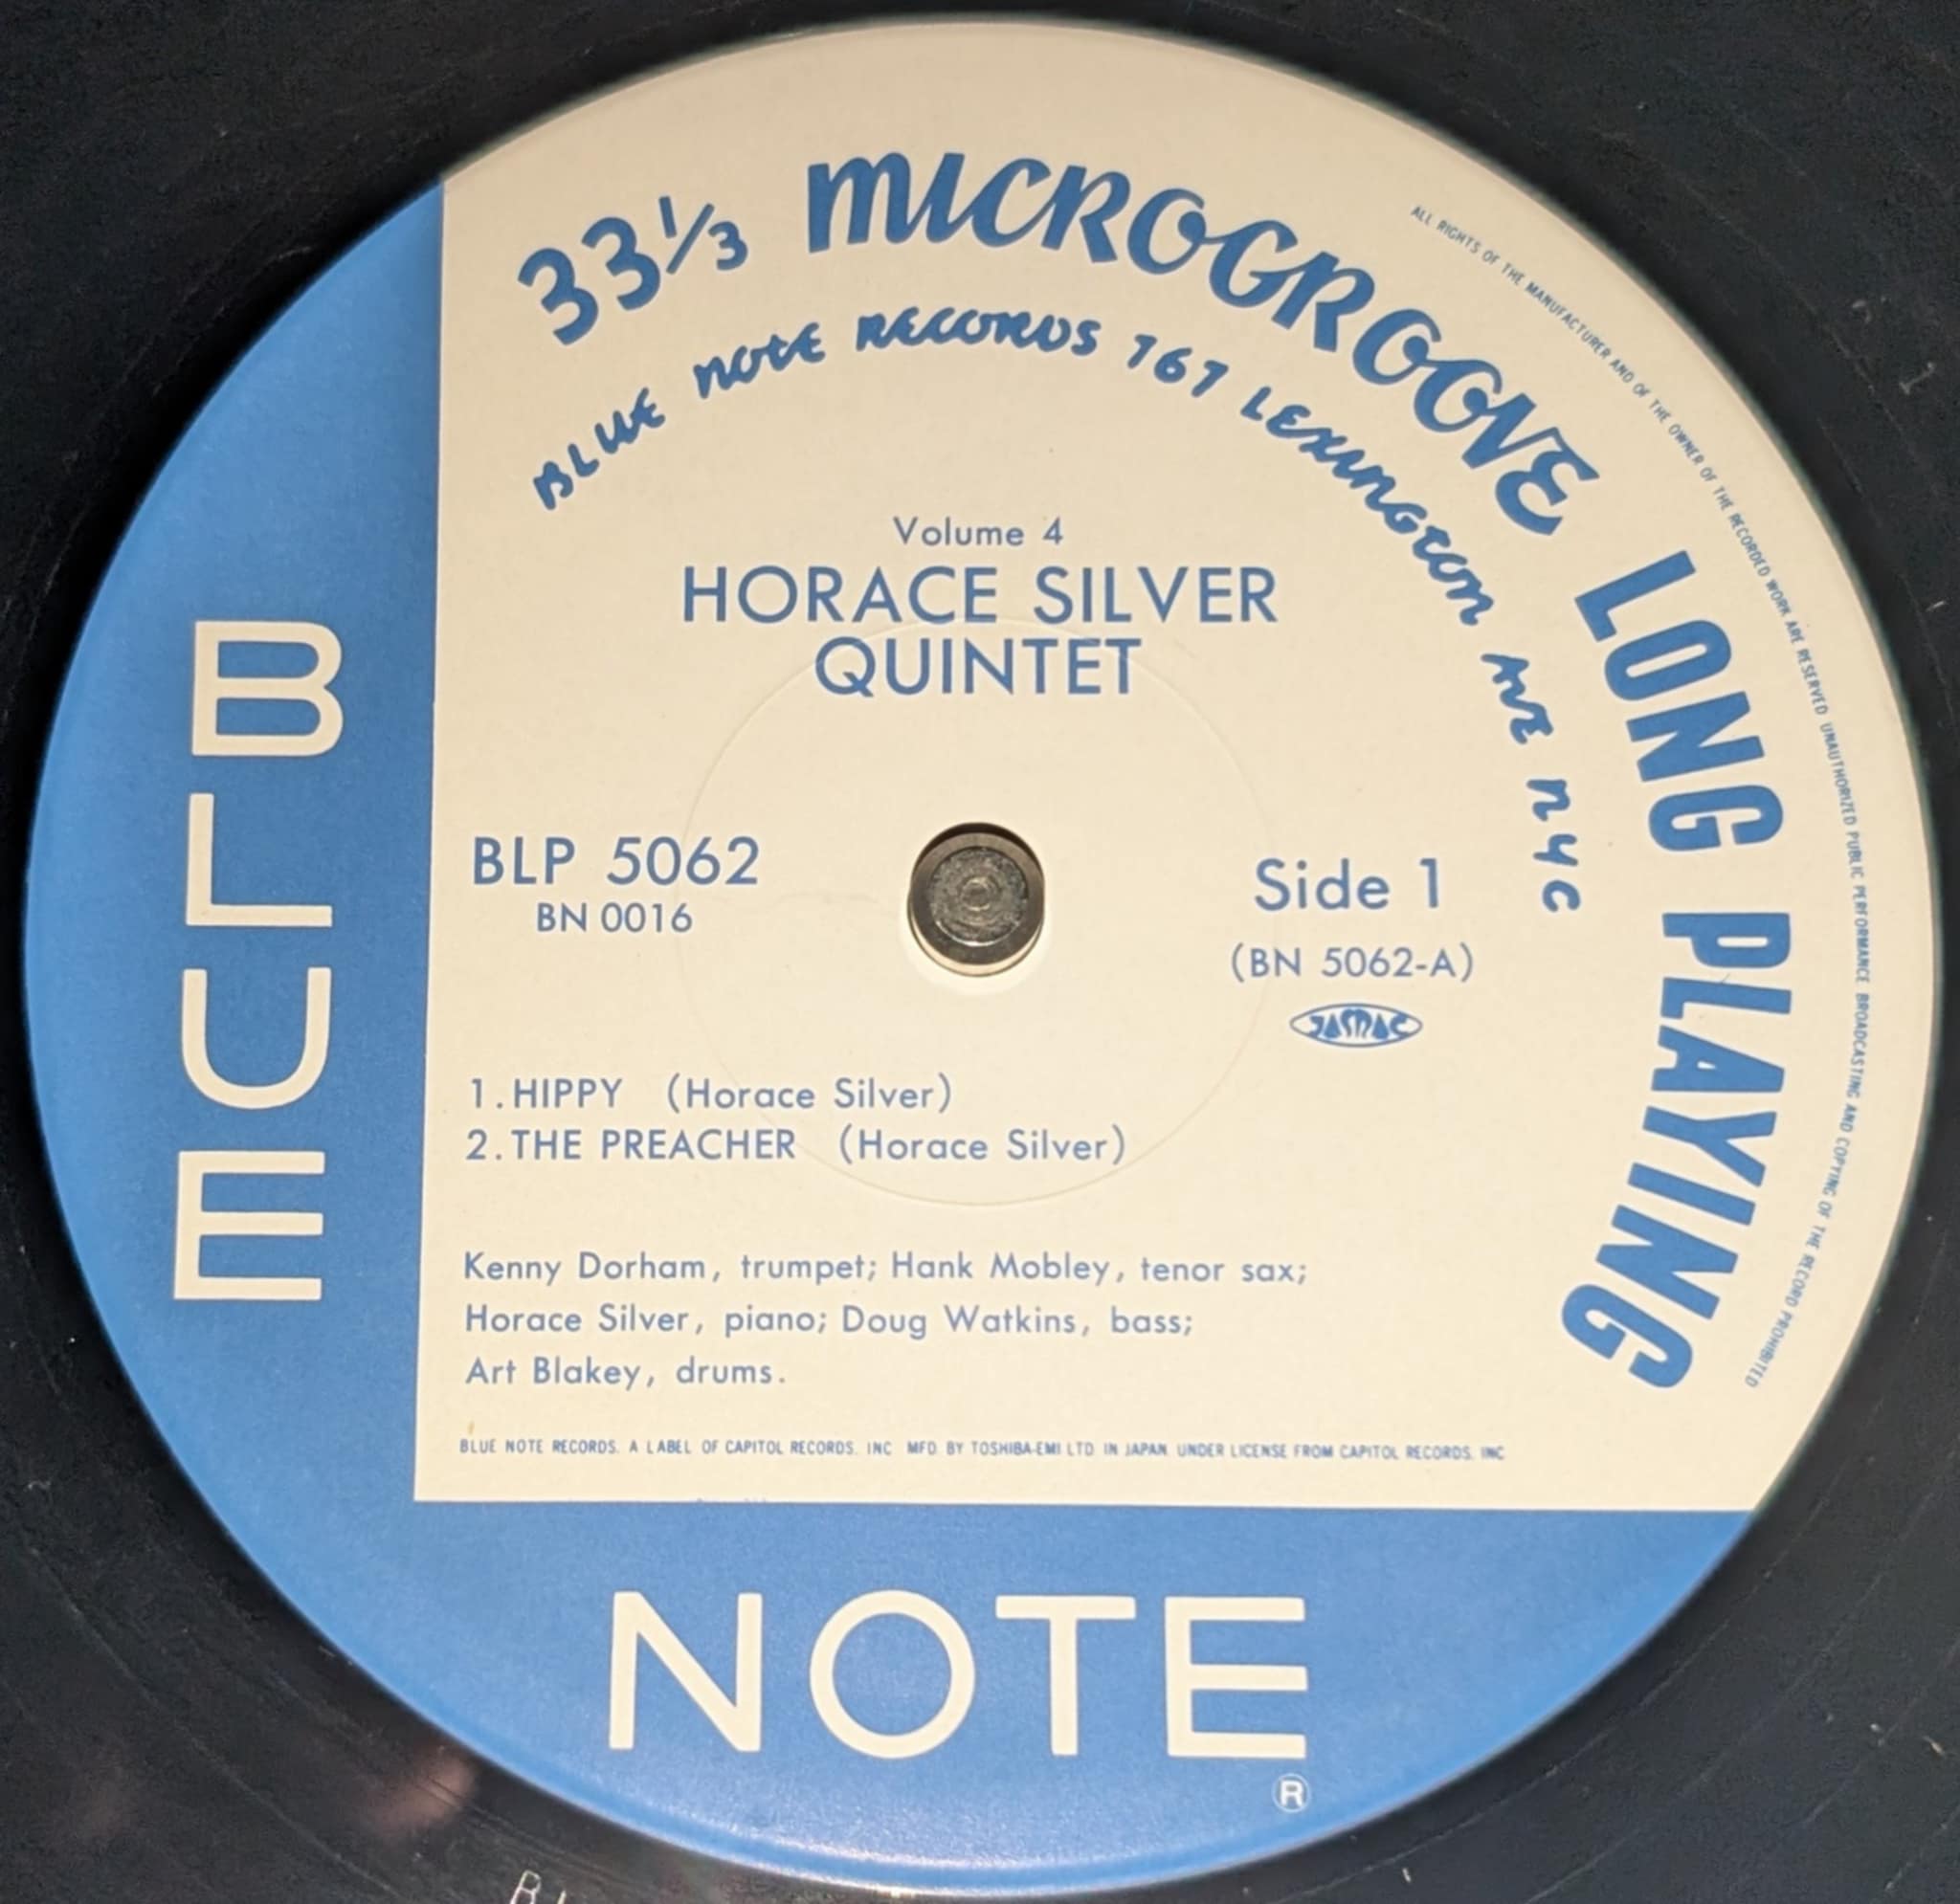 33⅓ MICROGROOVE LONG PLAYING
BLUE NOTE RECORDS 767 LEXINGTON AVE NYC
ALL RIGHTS OF THE MANUFACTURER AND OF THE OWNER OF THE RECORDED WORK ARE RESERVED UNAUTHORIZED PUBLIC PERFORMANCE BROADCASTING AND COPYING OF THE RECORD PROHIBITED
Volume 4
HORACE SILVER
QUINTET
BLP 5062
BN 0016
Side 1
(BN 5062-A)
JASRAC
1. HIPPY (Horace Silver)
2. THE PREACHER (Horace Silver)
Kenny Dorham, trumpet; Hank Mobley, tenor sax;
Horace Silver, piano; Doug Watkins, bass;
Art Blakey, drums.
BLUE NOTE RECORDS. A LABEL OF CAPITOL RECORDS. INC MFD. BY TOSHIBA-EMI LTD. IN JAPAN. UNDER LICENSE FROM CAPITOL RECORDS. INC
BLUE
NOTE
®